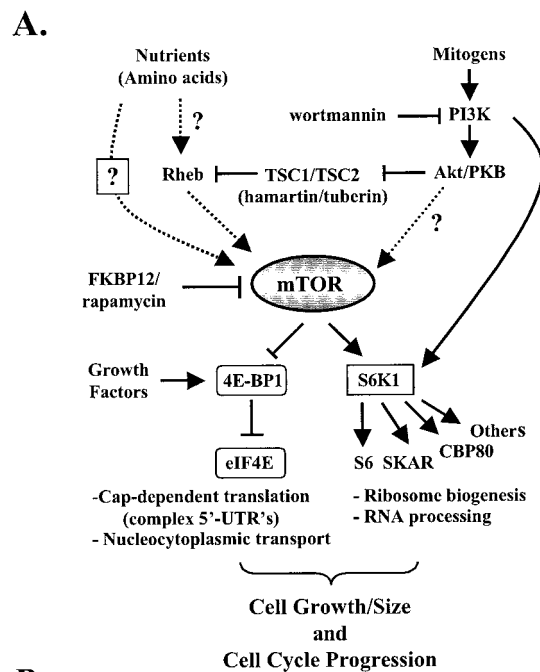 A.
Nutrients
(Amino acids)
Mitogens
?
wortmannin
PI3K
?
Rheb
TSC1/TSC2
(hamartin/tuberin)
Akt/PKB
?
FKBP12/
rapamycin
mTOR
Growth
Factors
4E-BP1
S6K1
eIF4E
S6 SKAR
CBP80
Others
-Cap-dependent translation
(complex 5'-UTR's)
- Nucleocytoplasmic transport
- Ribosome biogenesis
- RNA processing
Cell Growth/Size
and
Cell Cycle Progression